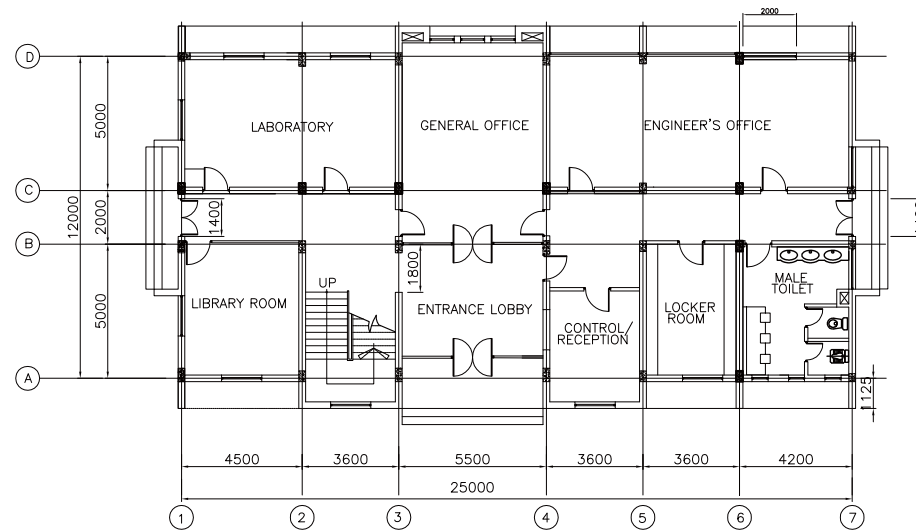 2000
D
LABORATORY
GENERAL OFFICE
ENGINEER'S OFFICE
5000
C
12000
2000
1400
B
1800
UP
MALE
TOILET
LIBRARY ROOM
ENTRANCE LOBBY
LOCKER
ROOM
CONTROL/
RECEPTION
5000
A
1125
4500
3600
5500
3600
3600
4200
25000
1
2
3
4
5
6
7